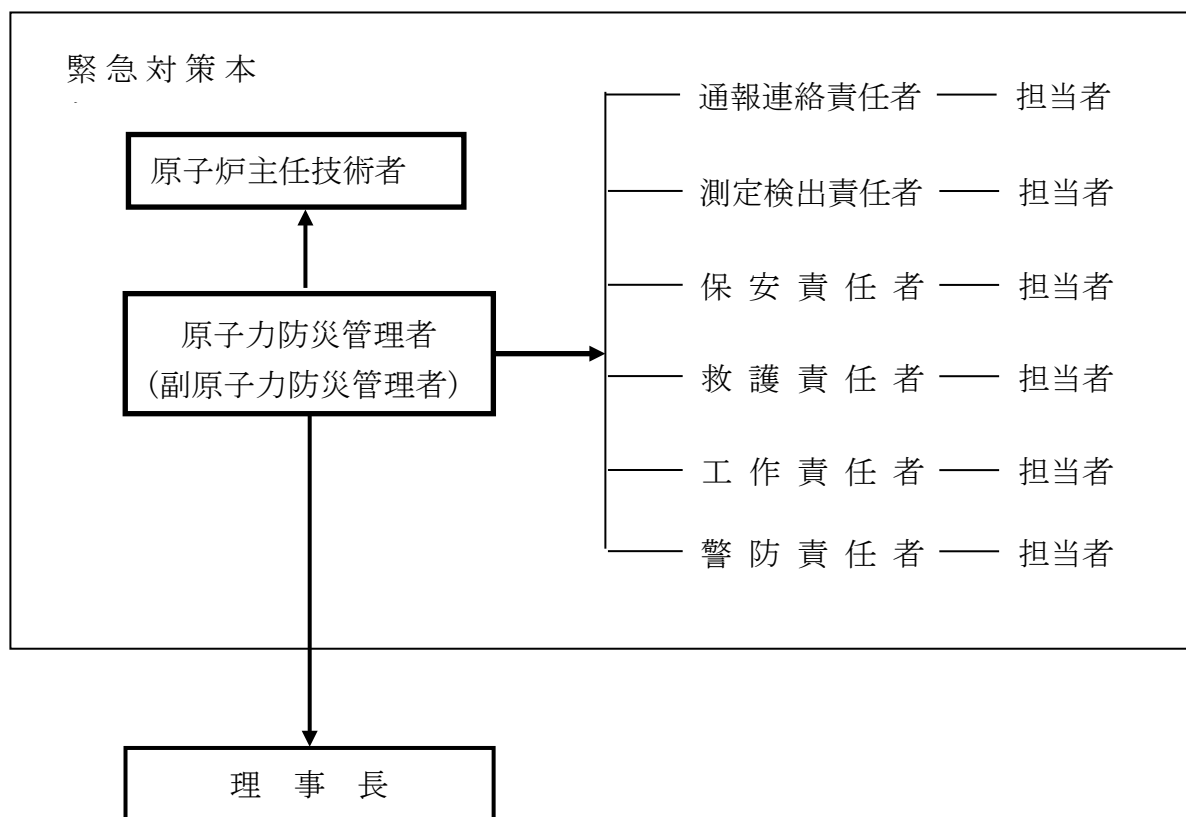 緊急対策本
通報連絡責任者 担当者
原子炉主任技術者
測定検出責任者 担当者
保安責任者 担当者
原子力防災管理者
(副原子力防災管理者)
救護責任者 担当者
工作責任者 担当者
警防責任者 担当者
理事長